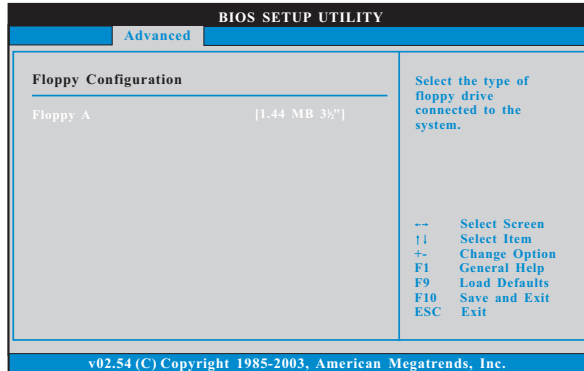 BIOS SETUP UTILITY
Advanced
Floppy Configuration
Floppy A [1.44 MB 3½"]
Select the type of
floppy drive
connected to the
system.
←→ Select Screen
↑↓ Select Item
+- Change Option
F1 General Help
F9 Load Defaults
F10 Save and Exit
ESC Exit
v02.54 (C) Copyright 1985-2003, American Megatrends, Inc.